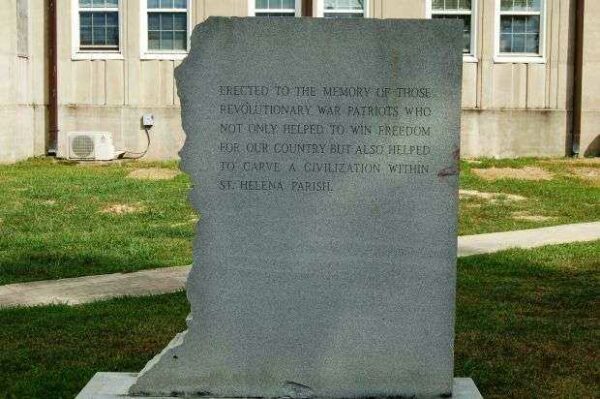 ERECTED TO THE MEMORY OF THOSE
REVOLUTIONARY WAR PATRIOTS WHO
NOT ONLY HELPED TO WIN FREEDOM
FOR OUR COUNTRY BUT ALSO HELPED
TO CARVE A CIVILIZATION WITHIN
ST. HELENA PARISH.